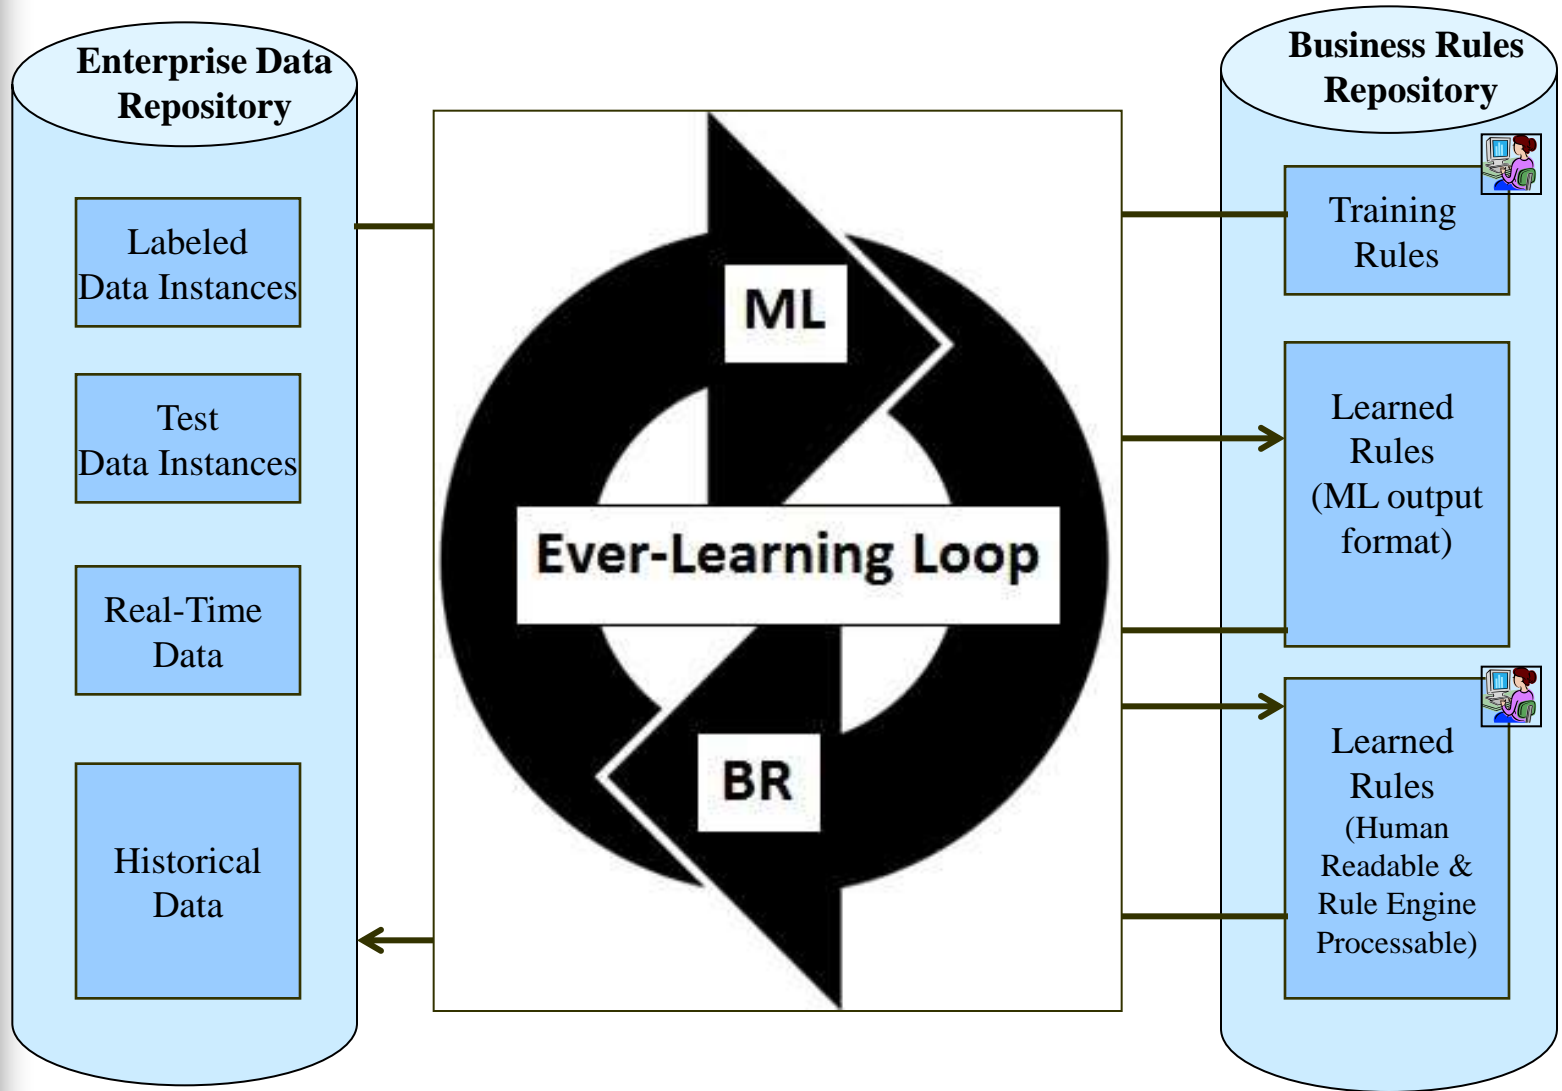 Enterprise Data
Repository
Labeled
Data Instances
Test
Data Instances
Real-Time
Data
Historical
Data
ML
Ever-Learning Loop
BR
Business Rules
Repository
Training
Rules
Learned
Rules
(ML output
format)
Learned
Rules
(Human
Readable &
Rule Engine
Processable)